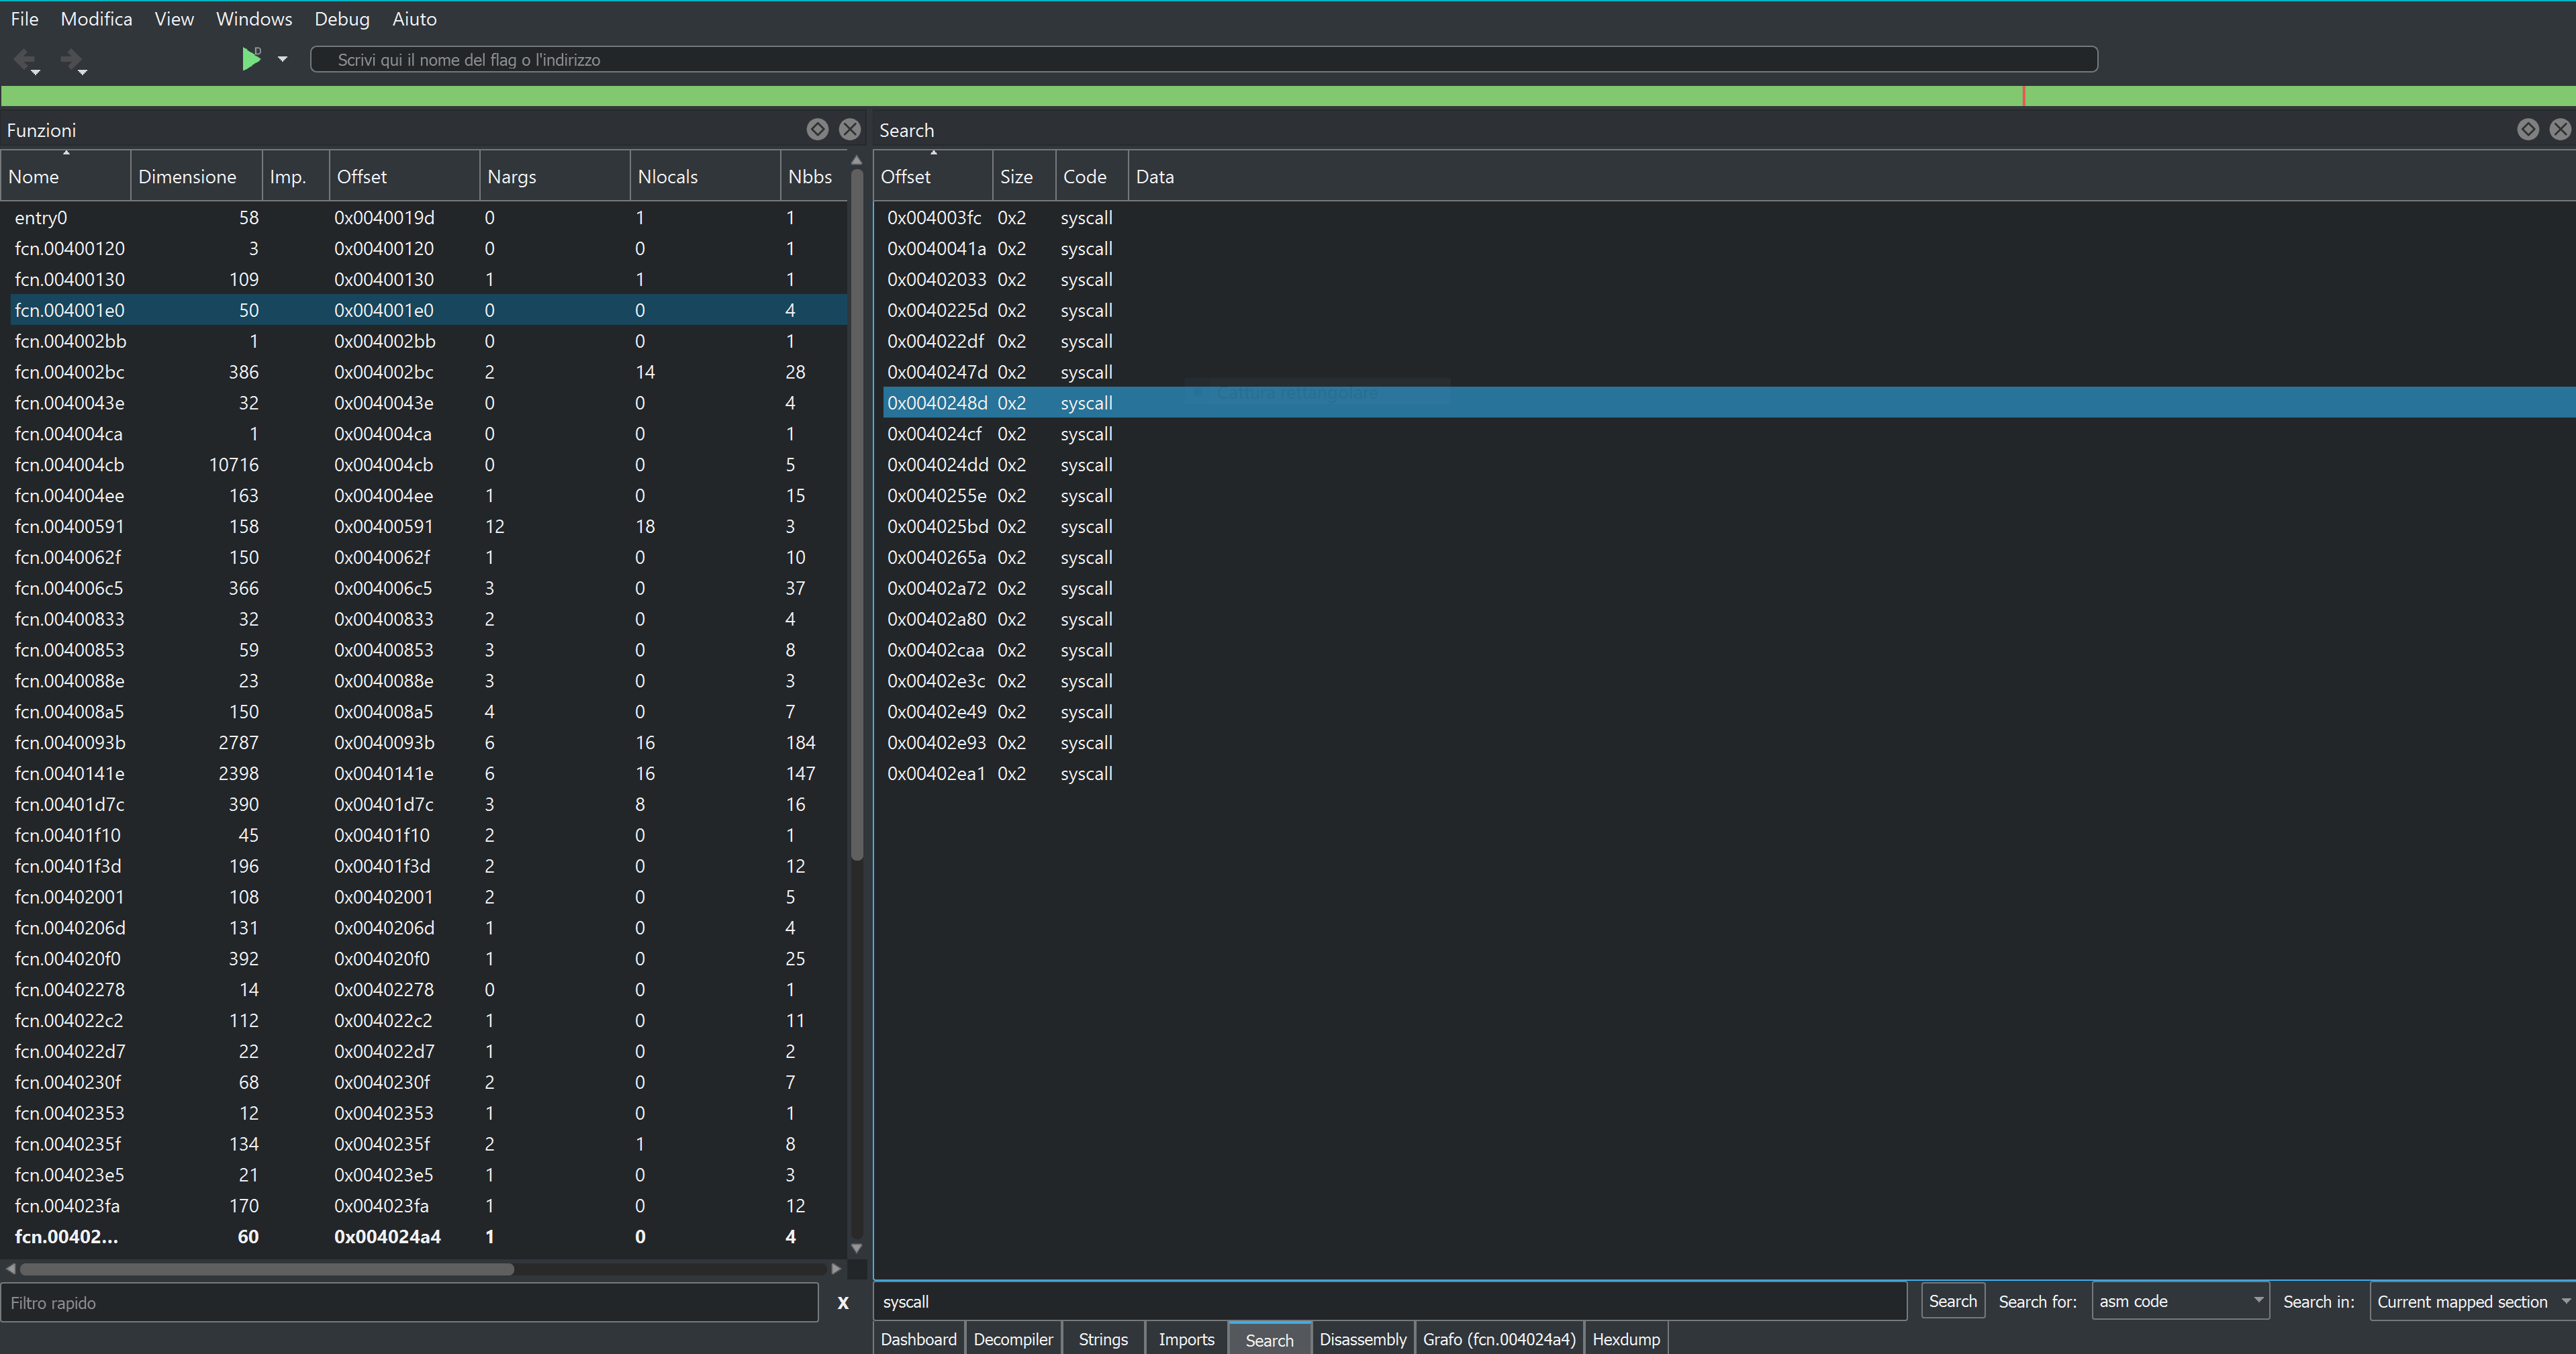 File Modifica View Windows Debug Aiuto
D
Scrivi qui il nome del flag o l'indirizzo
Funzioni
Nome Dimensione Imp. Offset Nargs Nlocals Nbbs
entry0 58 0x0040019d 0 1 1
fcn.00400120 3 0x00400120 0 0 1
fcn.00400130 109 0x00400130 1 1 1
fcn.004001e0 50 0x004001e0 0 0 4
fcn.004002bb 1 0x004002bb 0 0 1
fcn.004002bc 386 0x004002bc 2 14 28
fcn.0040043e 32 0x0040043e 0 0 4
fcn.004004ca 1 0x004004ca 0 0 1
fcn.004004cb 10716 0x004004cb 0 0 5
fcn.004004ee 163 0x004004ee 1 0 15
fcn.00400591 158 0x00400591 12 18 3
fcn.0040062f 150 0x0040062f 1 0 10
fcn.004006c5 366 0x004006c5 3 0 37
fcn.00400833 32 0x00400833 2 0 4
fcn.00400853 59 0x00400853 3 0 8
fcn.0040088e 23 0x0040088e 3 0 3
fcn.004008a5 150 0x004008a5 4 0 7
fcn.0040093b 2787 0x0040093b 6 16 184
fcn.0040141e 2398 0x0040141e 6 16 147
fcn.00401d7c 390 0x00401d7c 3 8 16
fcn.00401f10 45 0x00401f10 2 0 1
fcn.00401f3d 196 0x00401f3d 2 0 12
fcn.00402001 108 0x00402001 2 0 5
fcn.0040206d 131 0x0040206d 1 0 4
fcn.004020f0 392 0x004020f0 1 0 25
fcn.00402278 14 0x00402278 0 0 1
fcn.004022c2 112 0x004022c2 1 0 11
fcn.004022d7 22 0x004022d7 1 0 2
fcn.0040230f 68 0x0040230f 2 0 7
fcn.00402353 12 0x00402353 1 0 1
fcn.0040235f 134 0x0040235f 2 1 8
fcn.004023e5 21 0x004023e5 1 0 3
fcn.004023fa 170 0x004023fa 1 0 12
fcn.00402... 60 0x004024a4 1 0 4
Filtro rapido X
Search
Offset Size Code Data
0x004003fc 0x2 syscall
0x0040041a 0x2 syscall
0x00402033 0x2 syscall
0x0040225d 0x2 syscall
0x004022df 0x2 syscall
0x0040247d 0x2 syscall
Cattura rettangolare
0x0040248d 0x2 syscall
0x004024cf 0x2 syscall
0x004024dd 0x2 syscall
0x0040255e 0x2 syscall
0x004025bd 0x2 syscall
0x0040265a 0x2 syscall
0x00402a72 0x2 syscall
0x00402a80 0x2 syscall
0x00402caa 0x2 syscall
0x00402e3c 0x2 syscall
0x00402e49 0x2 syscall
0x00402e93 0x2 syscall
0x00402ea1 0x2 syscall
syscall Search Search for: asm code Search in: Current mapped section
Dashboard Decompiler Strings Imports Search Disassembly Grafo (fcn.004024a4) Hexdump